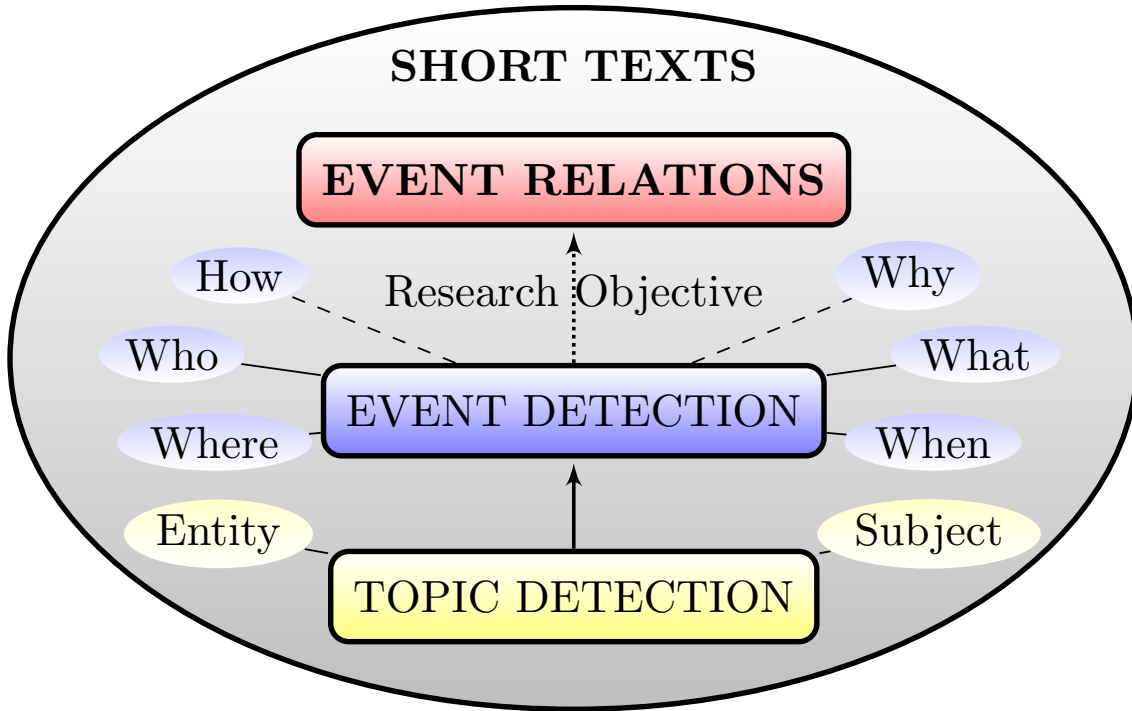 SHORT TEXTS
EVENT RELATIONS
How
Research Objective
Why
Who
What
EVENT DETECTION
Where
When
Entity
Subject
TOPIC DETECTION